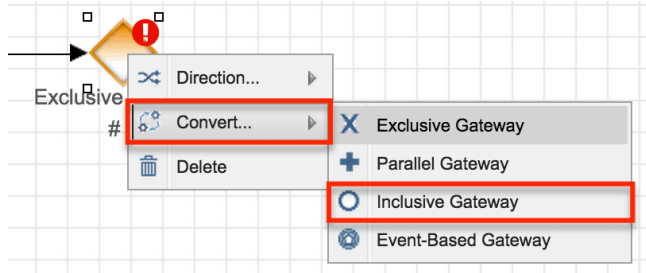 Exclusive
#
Direction...
Convert...
Delete
Exclusive Gateway
Parallel Gateway
Inclusive Gateway
Event-Based Gateway